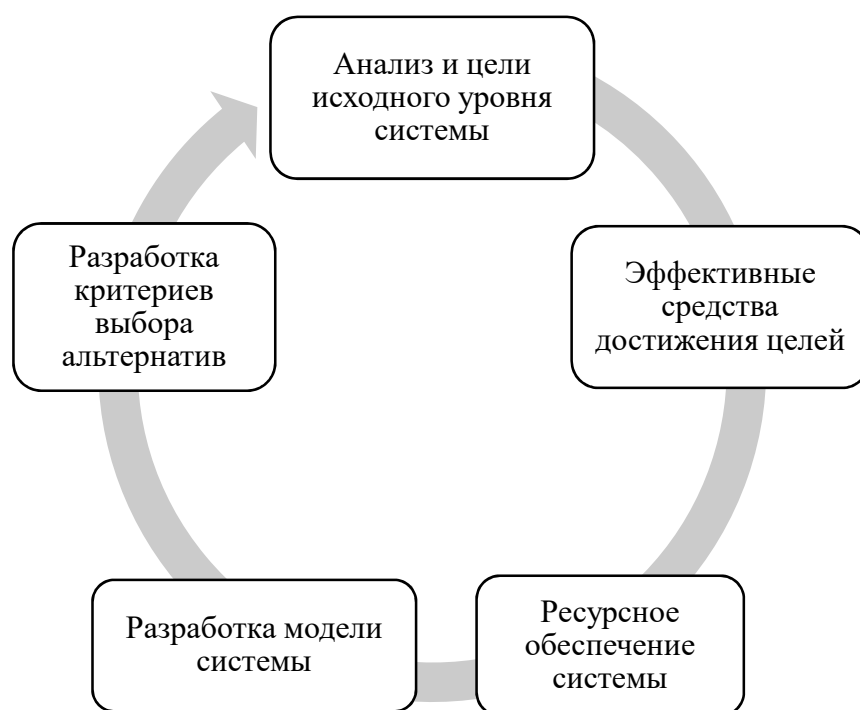 Анализ и цели
исходного уровня
системы
Эффективные
средства
достижения целей
Ресурсное
обеспечение
системы
Разработка модели
системы
Разработка
критериев
выбора
альтернатив